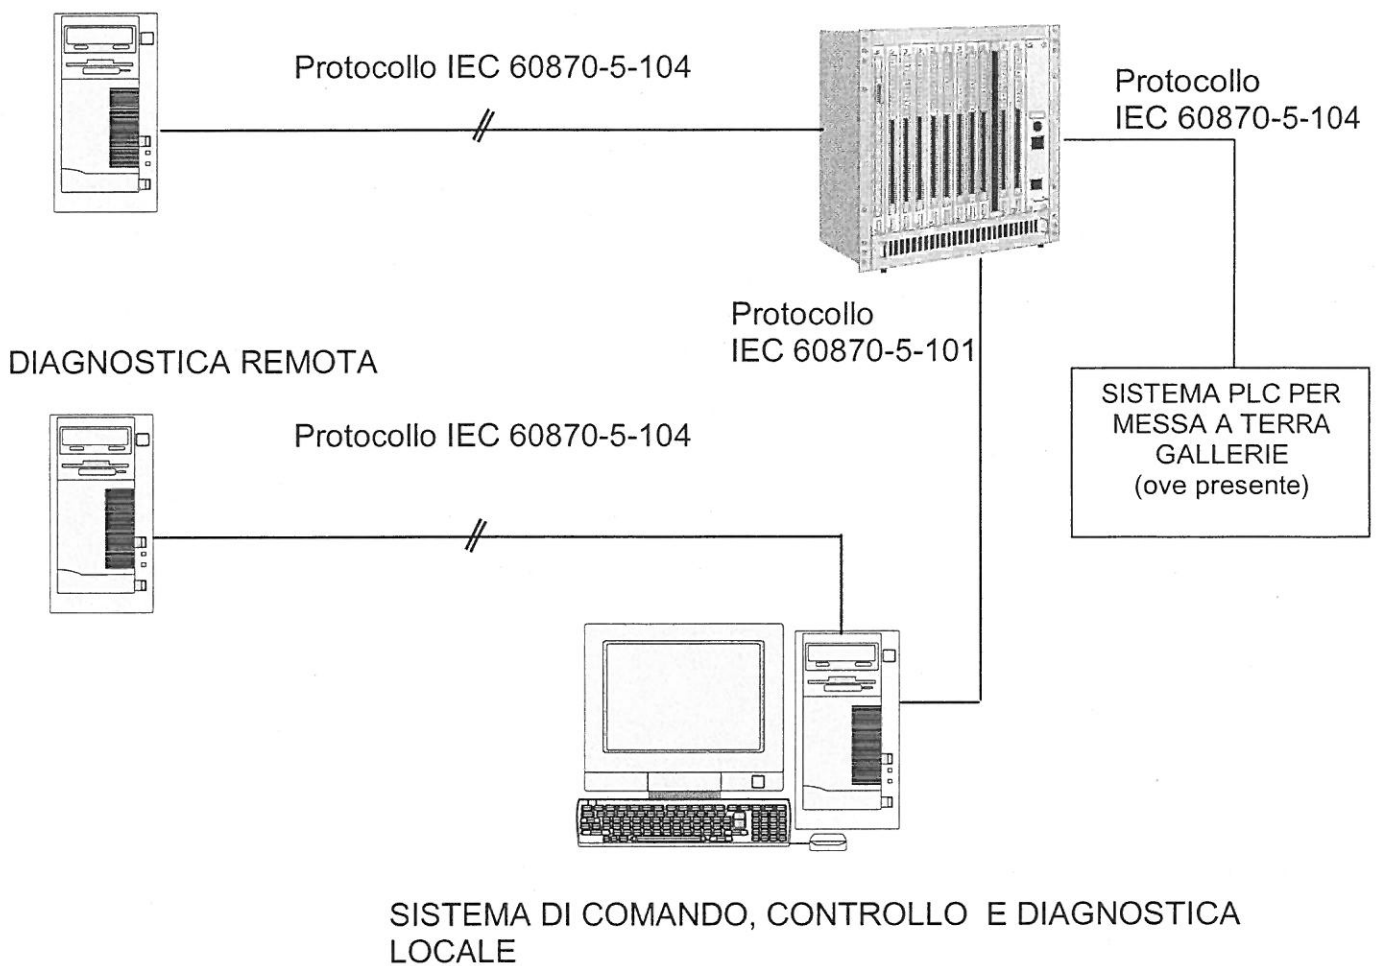 Protocollo IEC 60870-5-104
Protocollo
IEC 60870-5-104
Protocollo
IEC 60870-5-101
DIAGNOSTICA REMOTA
SISTEMA PLC PER
MESSA A TERRA
GALLERIE
(ove presente)
Protocollo IEC 60870-5-104
SISTEMA DI COMANDO, CONTROLLO E DIAGNOSTICA
LOCALE